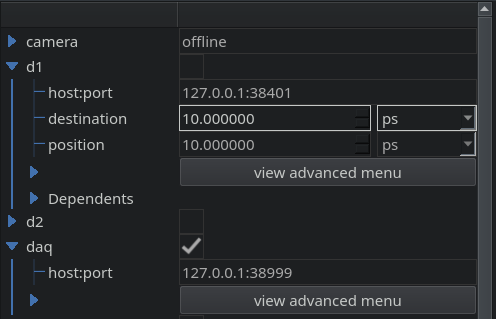 camera offline
d1
host:port 127.0.0.1:38401
destination 10.000000 ps
position 10.000000 ps
view advanced menu
Dependents
d2
daq
host:port 127.0.0.1:38999
view advanced menu